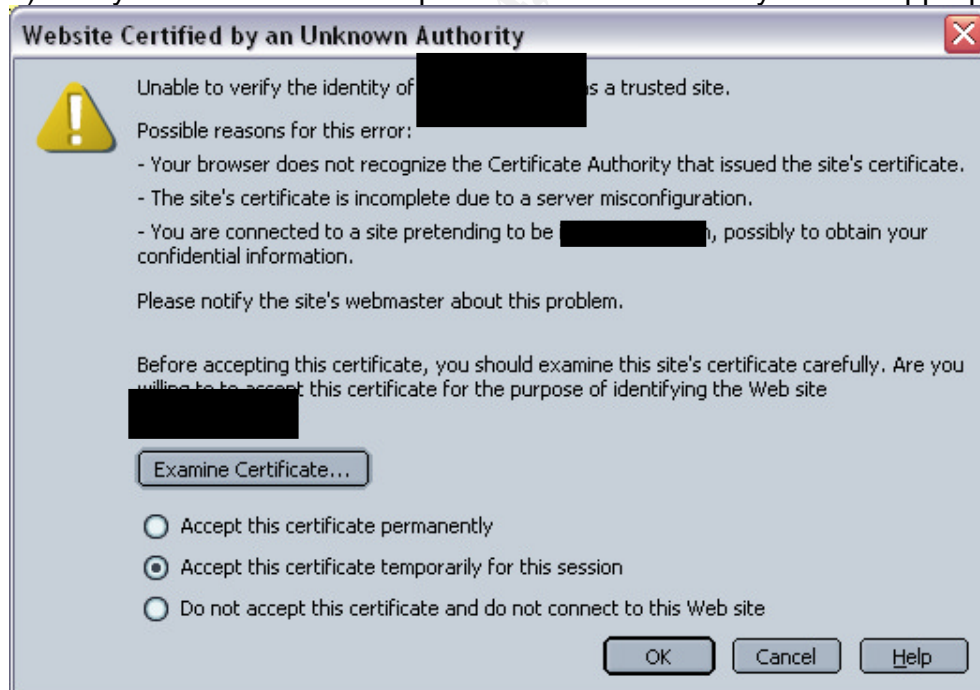 Website Certified by an Unknown Authority
Unable to verify the identity of s a trusted site.
Possible reasons for this error:
- Your browser does not recognize the Certificate Authority that issued the site's certificate.
- The site's certificate is incomplete due to a server misconfiguration.
- You are connected to a site pretending to be , possibly to obtain your
confidential information.
Please notify the site's webmaster about this problem.
Before accepting this certificate, you should examine this site's certificate carefully. Are you
willing to to accept this certificate for the purpose of identifying the Web site
Examine Certificate...
Accept this certificate permanently
Accept this certificate temporarily for this session
Do not accept this certificate and do not connect to this Web site
OK Cancel Help